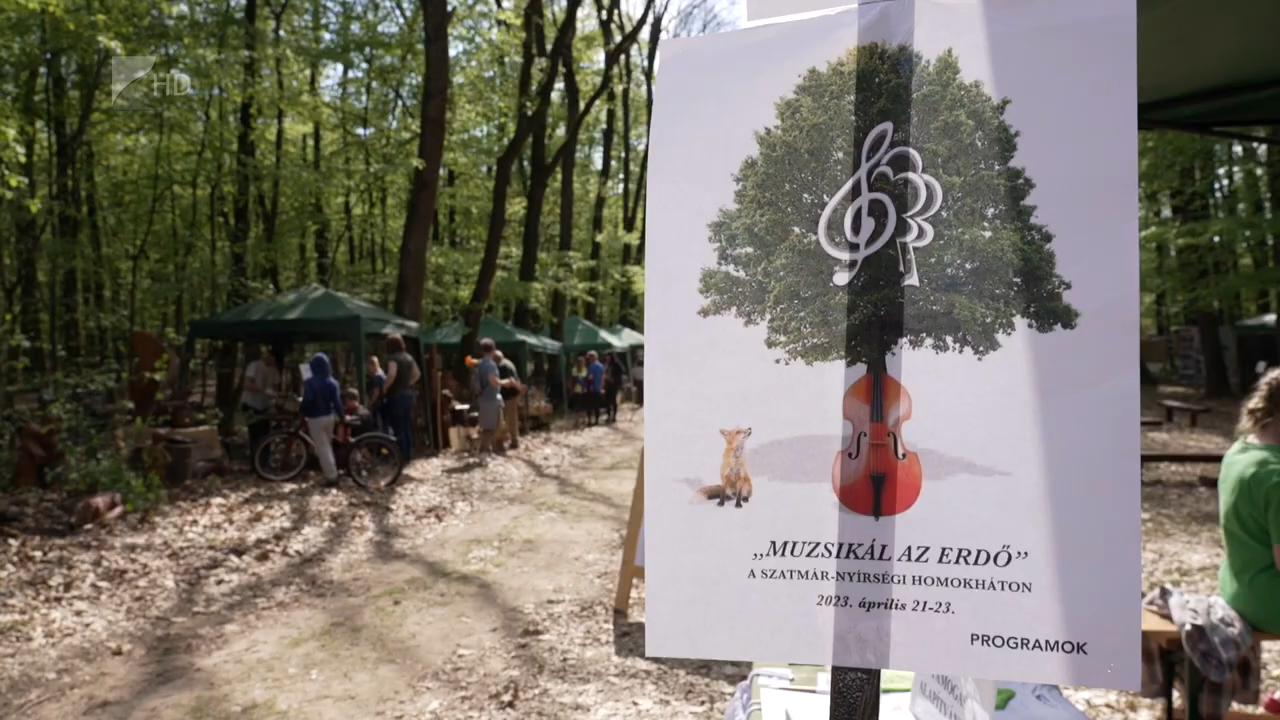 HD
„MUZSIKÁL AZ ERDŐ”
A SZATMÁR-NYÍRSÉGI HOMOKHÁTON
2023. április 21-23.
PROGRAMOK